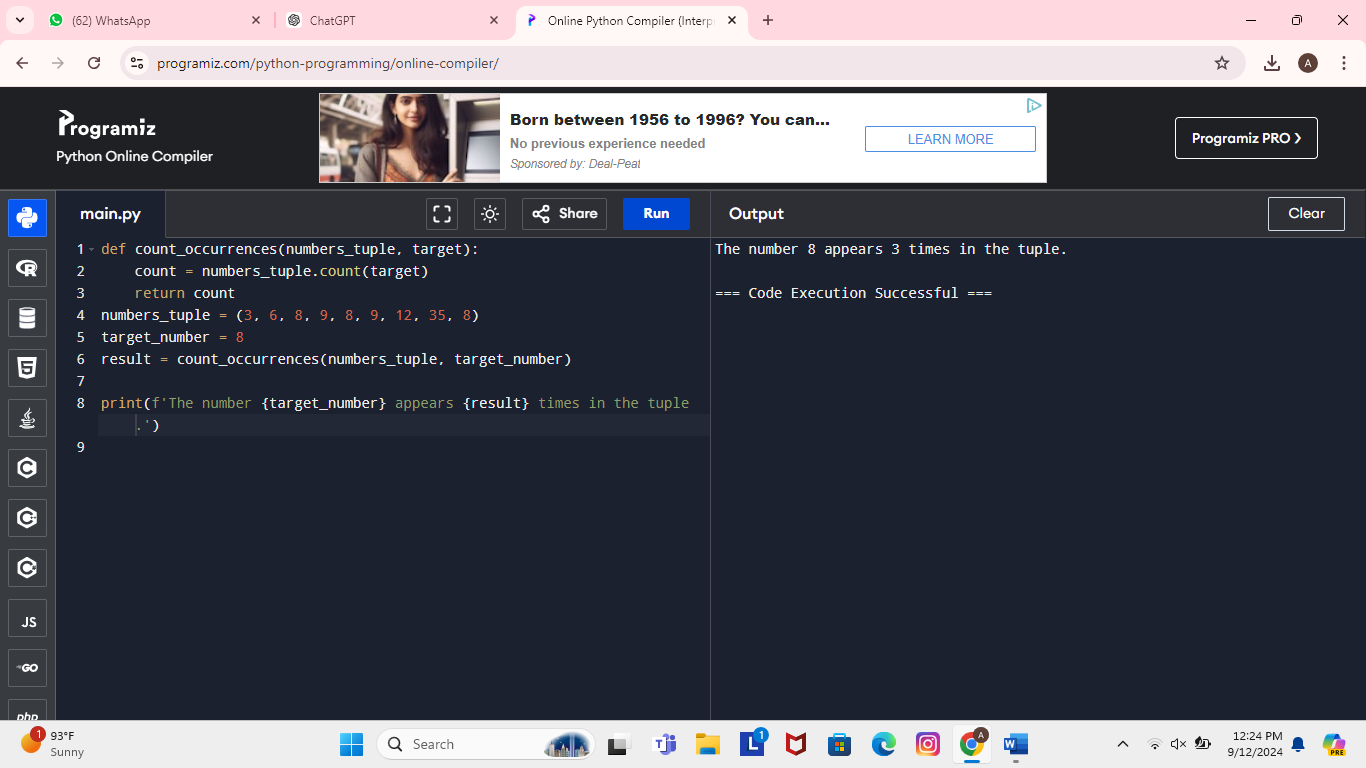 (62) WhatsApp
ChatGPT
Online Python Compiler (Interp
programiz.com/python-programming/online-compiler/
A
Programiz
Python Online Compiler
Born between 1956 to 1996? You can...
No previous experience needed
Sponsored by: Deal-Peat
LEARN MORE
Programiz PRO >
main.py
Share
Run
Output
Clear
1 def count_occurrences(numbers_tuple, target):
2     count = numbers_tuple.count(target)
3     return count
4 numbers_tuple = (3, 6, 8, 9, 8, 9, 12, 35, 8)
5 target_number = 8
6 result = count_occurrences(numbers_tuple, target_number)
7
8 print(f'The number {target_number} appears {result} times in the tuple
.')
9
The number 8 appears 3 times in the tuple.
=== Code Execution Successful ===
R
5
C
C
C
JS
GO
php
1
93°F
Sunny
Search
L
1
A
W
12:24 PM
9/12/2024
PRE